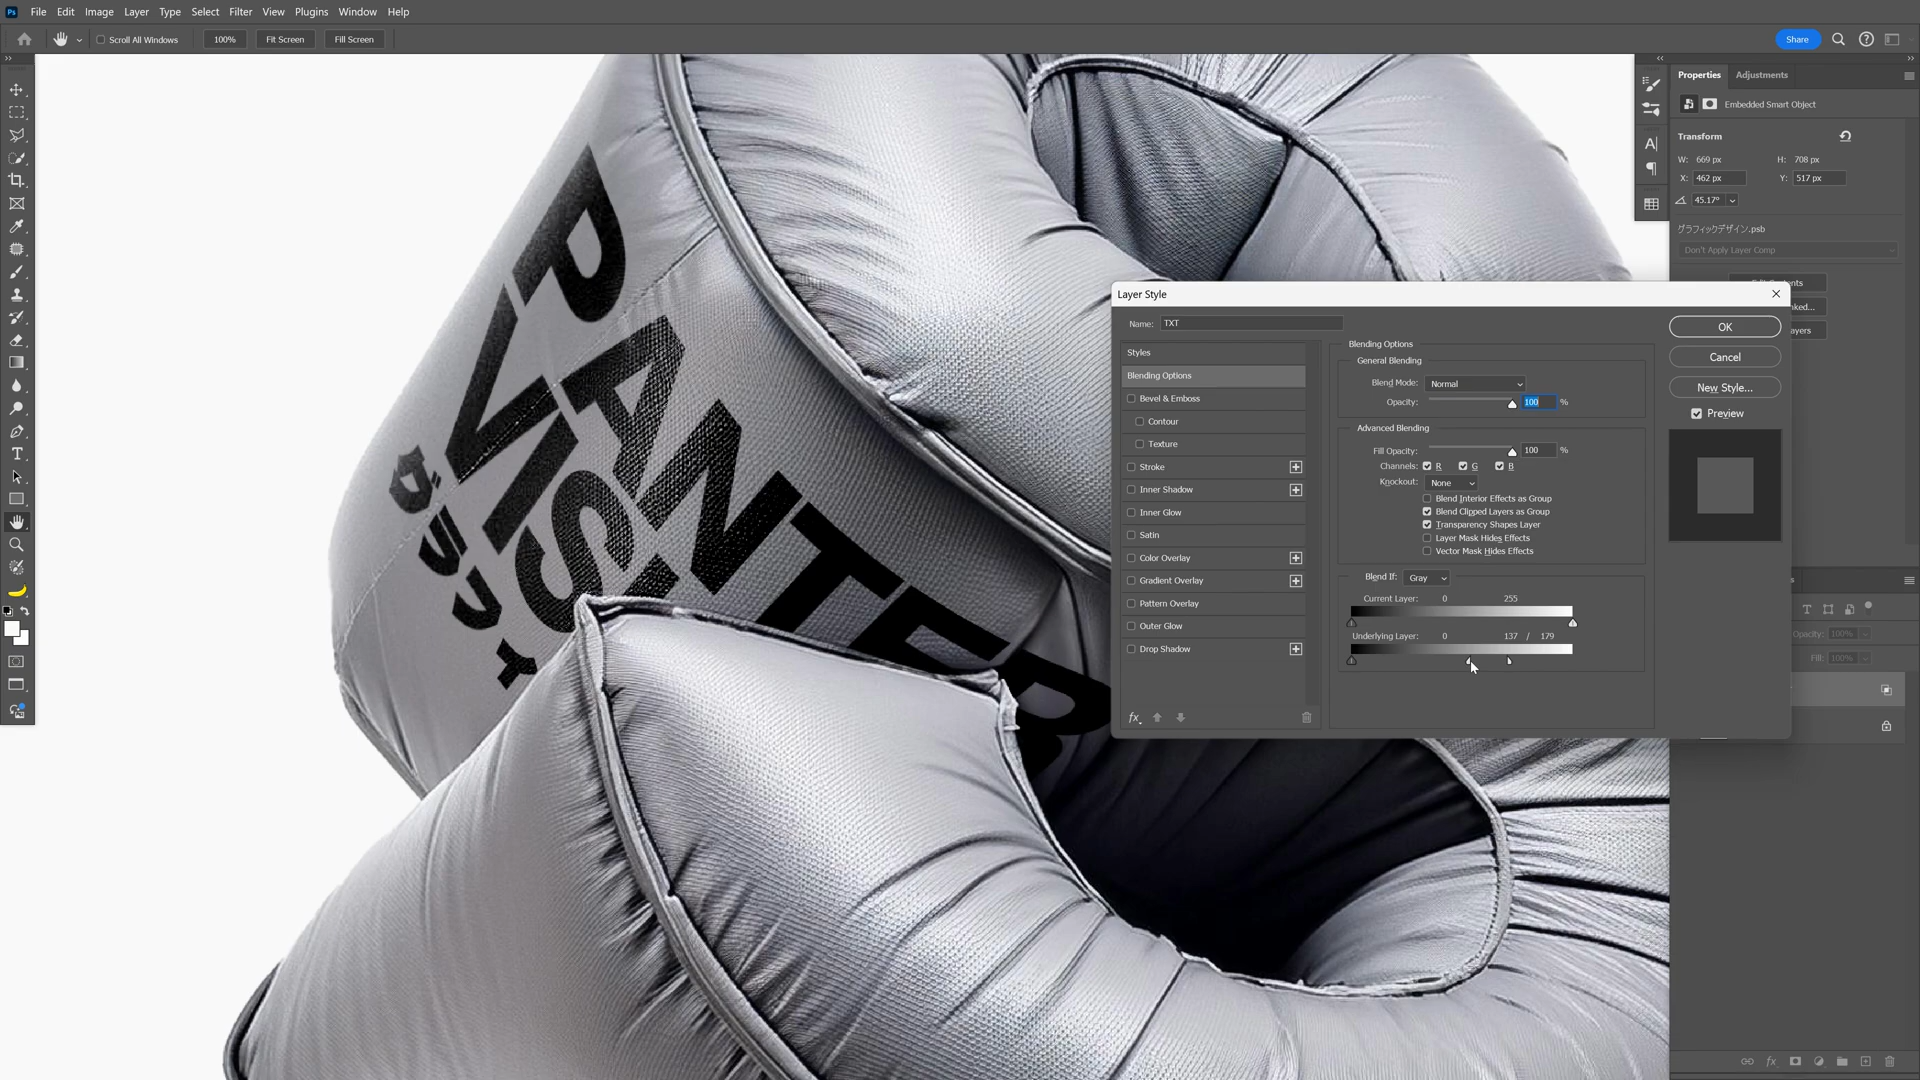 Ps File Edit Image Layer Type Select Filter View Plugins Window Help
Scroll All Windows 100% Fit Screen Fill Screen Share
Properties Adjustments
Embedded Smart Object
Transform
W: 669 px H: 708 px
X: 462 px Y: 517 px
45.17°
グラフィックデザイン.psb
Don't Apply Layer Comp
Opacity: 100%
Fill: 100%
PANTER
VIS
Layer Style
Name: TXT
Styles
Blending Options
Bevel & Emboss
Contour
Texture
Stroke
Inner Shadow
Inner Glow
Satin
Color Overlay
Gradient Overlay
Pattern Overlay
Outer Glow
Drop Shadow
fx
Blending Options
General Blending
Blend Mode: Normal
Opacity: 100 %
Advanced Blending
Fill Opacity: 100 %
Channels: R G B
Knockout: None
Blend Interior Effects as Group
Blend Clipped Layers as Group
Transparency Shapes Layer
Layer Mask Hides Effects
Vector Mask Hides Effects
Blend If: Gray
Current Layer: 0 255
Underlying Layer: 0 137 / 179
OK
Cancel
New Style...
Preview
fx